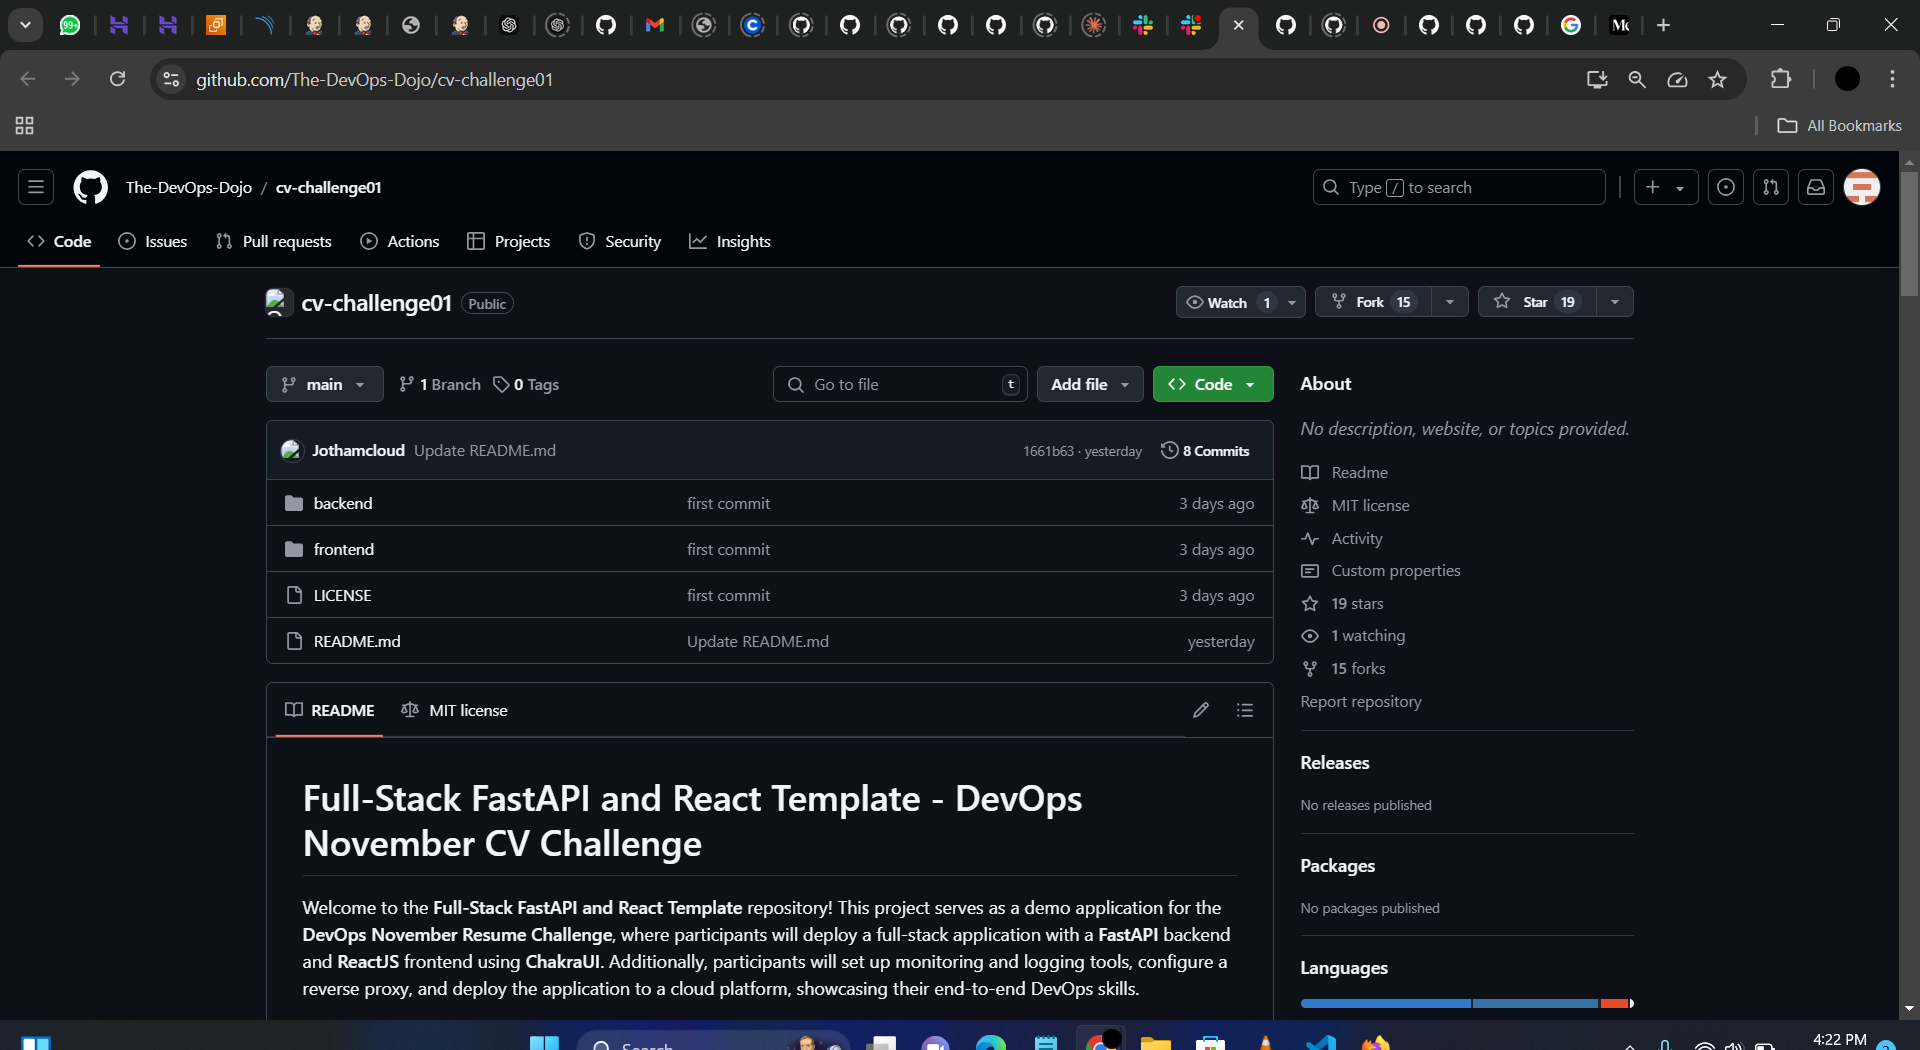 99+
Me
github.com/The-DevOps-Dojo/cv-challenge01
All Bookmarks
The-DevOps-Dojo / cv-challenge01
Type / to search
Code
Issues
Pull requests
Actions
Projects
Security
Insights
cv-challenge01 Public
Watch 1
Fork 15
Star 19
main
1 Branch
0 Tags
Go to file t
Add file
Code
Jothamcloud Update README.md 1661b63 · yesterday 8 Commits
backend first commit 3 days ago
frontend first commit 3 days ago
LICENSE first commit 3 days ago
README.md Update README.md yesterday
README
MIT license
Full-Stack FastAPI and React Template - DevOps
November CV Challenge
Welcome to the Full-Stack FastAPI and React Template repository! This project serves as a demo application for the
DevOps November Resume Challenge, where participants will deploy a full-stack application with a FastAPI backend
and ReactJS frontend using ChakraUI. Additionally, participants will set up monitoring and logging tools, configure a
reverse proxy, and deploy the application to a cloud platform, showcasing their end-to-end DevOps skills.
About
No description, website, or topics provided.
Readme
MIT license
Activity
Custom properties
19 stars
1 watching
15 forks
Report repository
Releases
No releases published
Packages
No packages published
Languages
Search
4:22 PM